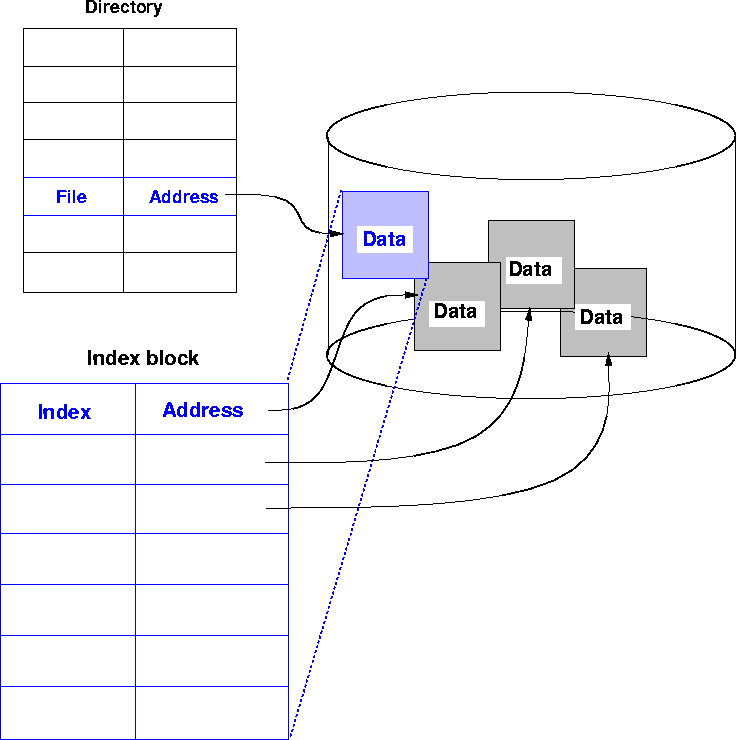 Directory
File Address
Data
Data
Data
Data
Index block
Index Address